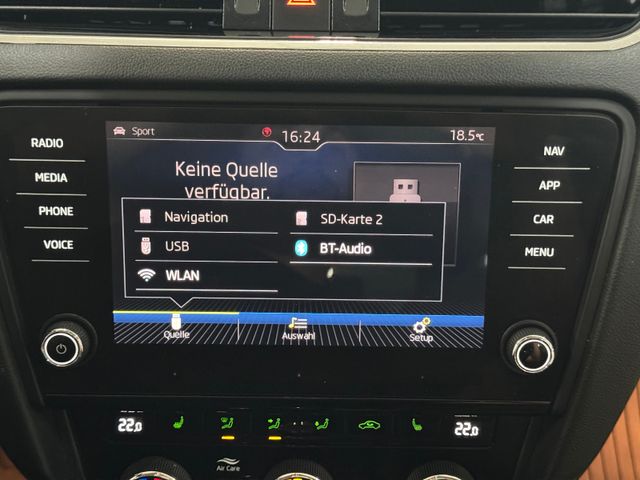 Sport 16:24 18.5°C
RADIO
MEDIA
PHONE
VOICE
Keine Quelle
verfügbar.
Navigation
SD-Karte 2
USB
BT-Audio
WLAN
Quelle
Auswahl
Setup
NAV
APP
CAR
MENU
22.0
22.0
Air Care